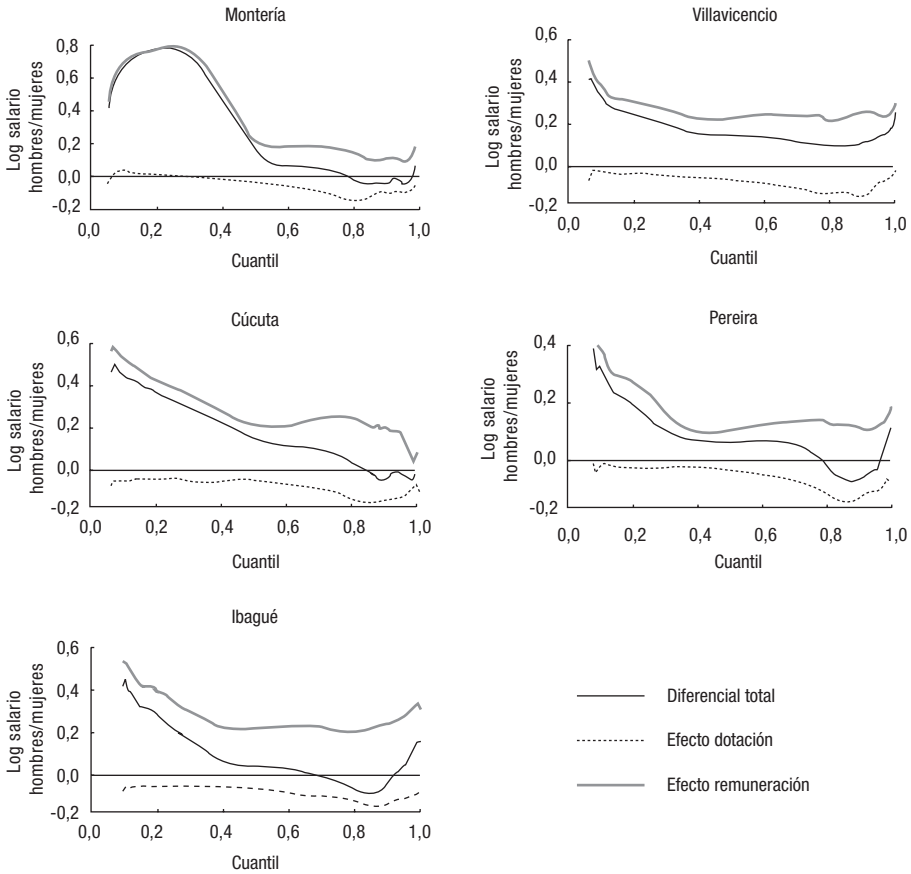 Montería
Log salario
hombres/mujeres
0,8
0,6
0,4
0,2
0,0
-0,2
0,0 0,2 0,4 0,6 0,8 1,0
Cuantil
Villavicencio
Log salario
hombres/mujeres
0,6
0,4
0,2
0,0
-0,2
0,0 0,2 0,4 0,6 0,8 1,0
Cuantil
Cúcuta
Log salario
hombres/mujeres
0,6
0,4
0,2
0,0
-0,2
0,0 0,2 0,4 0,6 0,8 1,0
Cuantil
Pereira
Log salario
hombres/mujeres
0,4
0,2
0,0
-0,2
0,0 0,2 0,4 0,6 0,8 1,0
Cuantil
Ibagué
Log salario
hombres/mujeres
0,6
0,4
0,2
0,0
-0,2
0,0 0,2 0,4 0,6 0,8 1,0
Cuantil
Diferencial total
Efecto dotación
Efecto remuneración